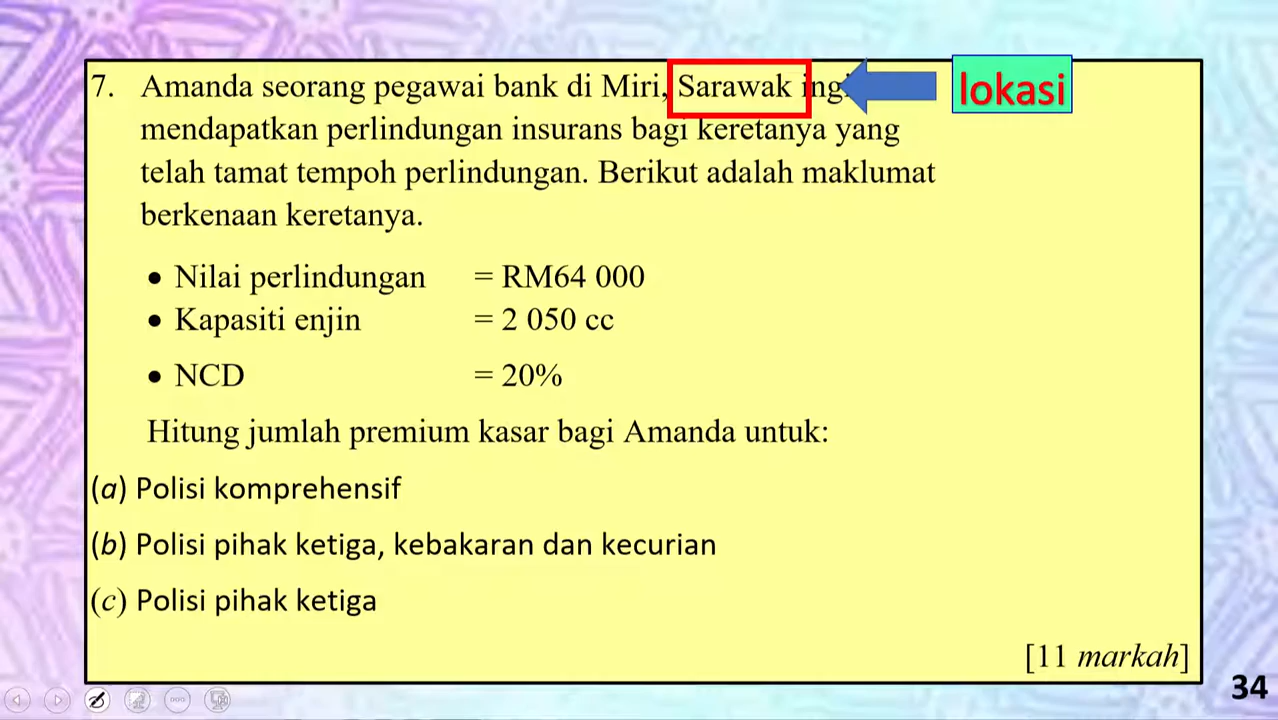 7. Amanda seorang pegawai bank di Miri, Sarawak
lokasi
mendapatkan perlindungan insurans bagi keretanya yang
telah tamat tempoh perlindungan. Berikut adalah maklumat
berkenaan keretanya.
• Nilai perlindungan = RM64 000
• Kapasiti enjin = 2 050 cc
• NCD = 20%
Hitung jumlah premium kasar bagi Amanda untuk:
(a) Polisi komprehensif
(b) Polisi pihak ketiga, kebakaran dan kecurian
(c) Polisi pihak ketiga
[11 markah]
34